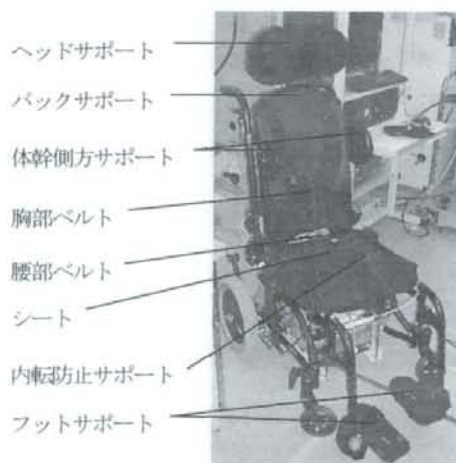 ヘッドサポート
バックサポート
体幹側方サポート
胸部ベルト
腰部ベルト
シート
内転防止サポート
フットサポート